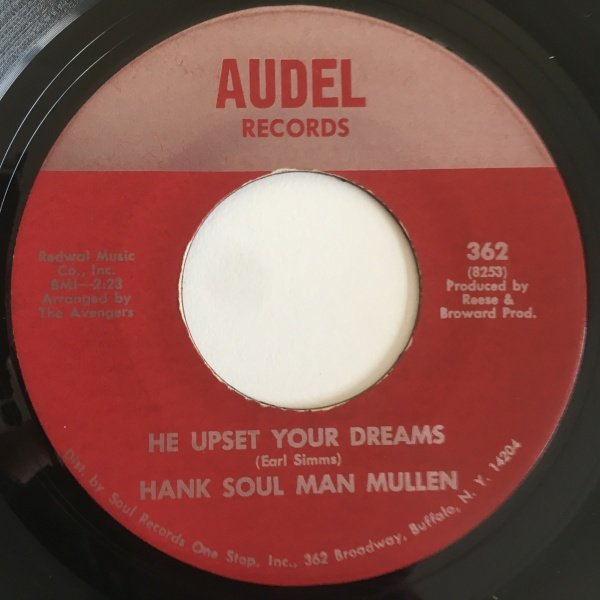 AUDEL
RECORDS
Redwal Music
Co., Inc.
BMI—2:23
Arranged by
The Avengers
362
(8253)
Produced by
Reese &
Broward Prod.
HE UPSET YOUR DREAMS
(Earl Simms)
HANK SOUL MAN MULLEN
Dist. by Soul Records One Stop, Inc., 362 Broadway, Buffalo, N. Y. 14204